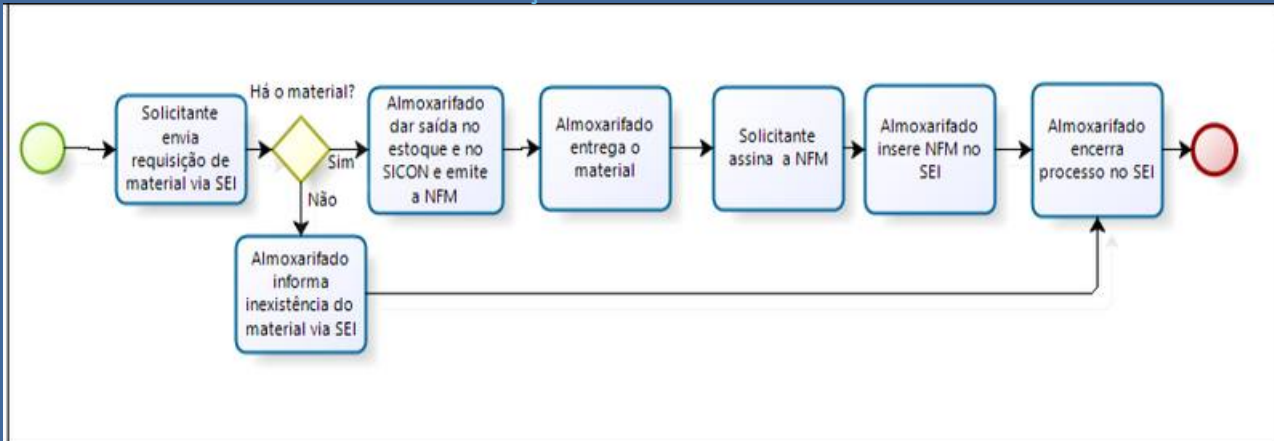 Há o material?
Solicitante
envia
requisição de
material via SEI
Sim
Não
Almoxarifado
dar saída no
estoque e no
SICON e emite
a NFM
Almoxarifado
entrega o
material
Solicitante
assina a NFM
Almoxarifado
insere NFM no
SEI
Almoxarifado
encerra
processo no SEI
Almoxarifado
informa
inexistência do
material via SEI